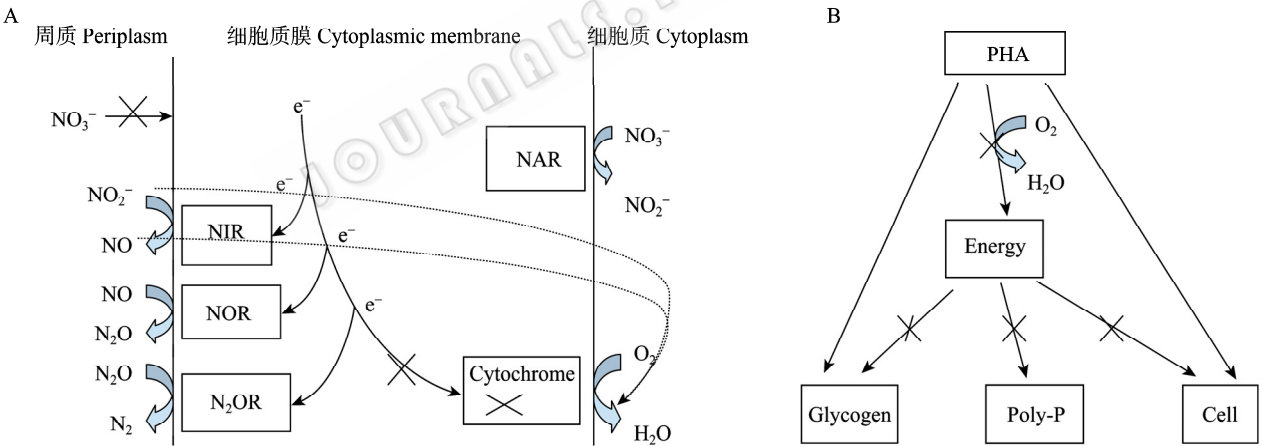 A
周质 Periplasm
细胞质膜 Cytoplasmic membrane
细胞质 Cytoplasm
NO₃⁻
e⁻
NAR
NO₃⁻
NO₂⁻
e⁻
NO₂⁻
NIR
NO
e⁻
NO
NOR
N₂O
e⁻
N₂O
N₂OR
N₂
Cytochrome
O₂
H₂O
JOURNALS.
B
PHA
O₂
H₂O
Energy
Glycogen
Poly-P
Cell